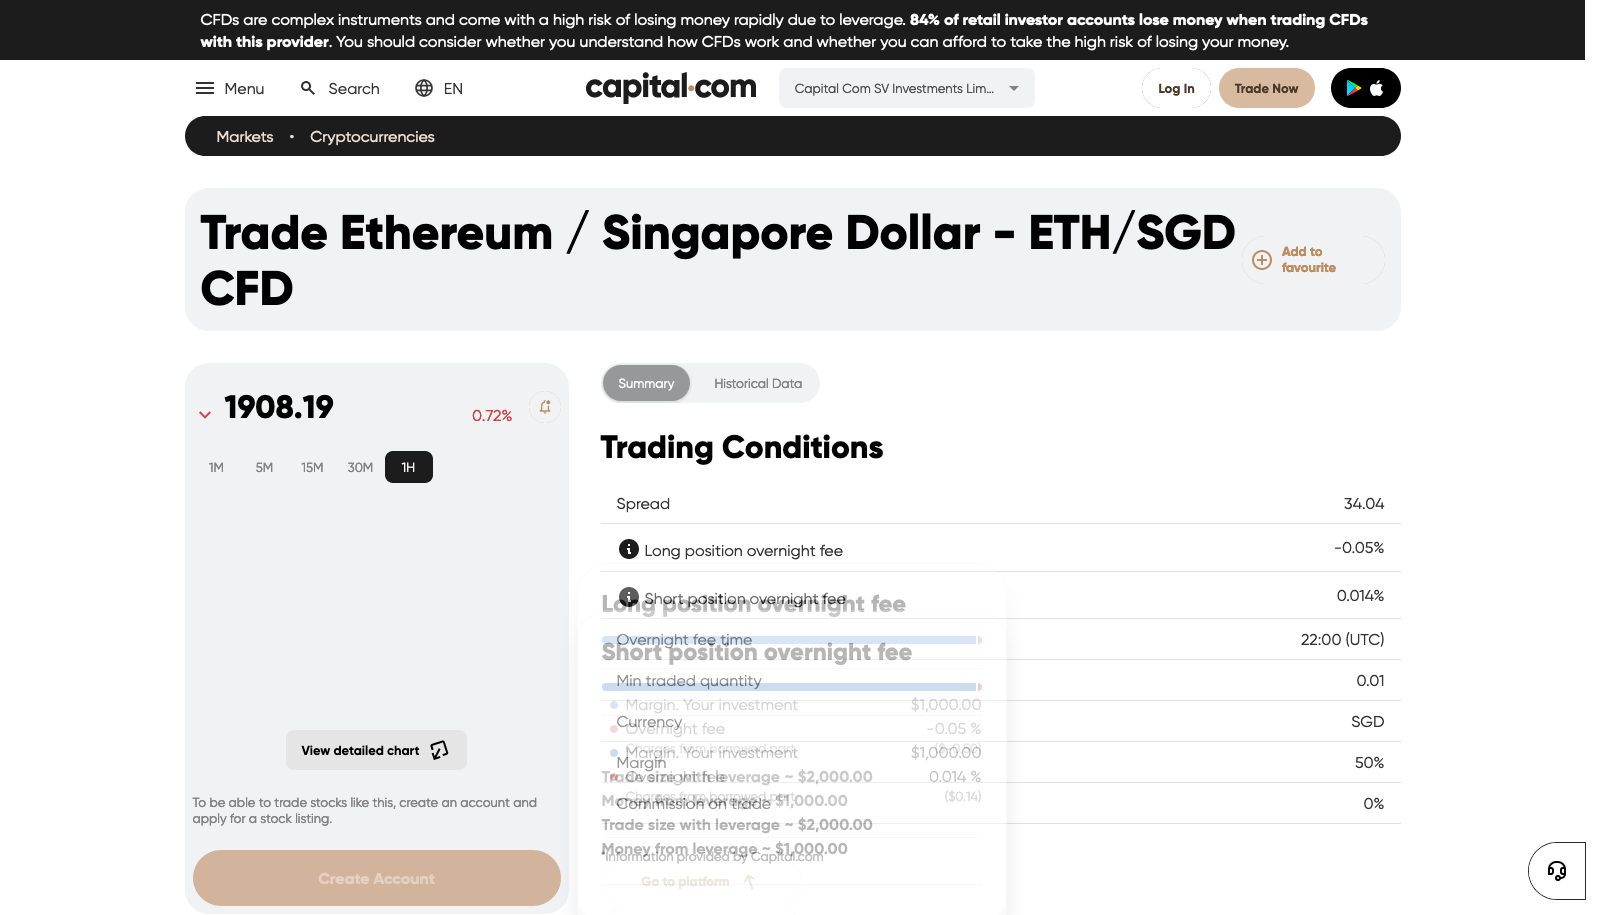 CFDs are complex instruments and come with a high risk of losing money rapidly due to leverage. 84% of retail investor accounts lose money when trading CFDs
with this provider. You should consider whether you understand how CFDs work and whether you can afford to take the high risk of losing your money.
Menu
Search
EN
capital.com
Capital Com SV Investments Lim...
Log In
Trade Now
Markets • Cryptocurrencies
Trade Ethereum / Singapore Dollar - ETH/SGD
CFD
Add to
favourite
1908.19
0.72%
1M 5M 15M 30M 1H
View detailed chart
To be able to trade stocks like this, create an account and
apply for a stock listing.
Create Account
Summary
Historical Data
Trading Conditions
Spread 34.04
Long position overnight fee -0.05%
Short position overnight fee 0.014%
Overnight fee time 22:00 (UTC)
Min traded quantity 0.01
Currency SGD
Margin 50%
Commission on trade 0%
*Information provided by Capital.com
Long position overnight fee
Margin. Your investment $1,000.00
Overnight fee -0.05 %
Charges from borrowed part ($-0.50)
Trade size with leverage ~ $2,000.00
Money from leverage ~ $1,000.00
Short position overnight fee
Margin. Your investment $1,000.00
Overnight fee 0.014 %
Charges from borrowed part ($0.14)
Trade size with leverage ~ $2,000.00
Money from leverage ~ $1,000.00
Go to platform